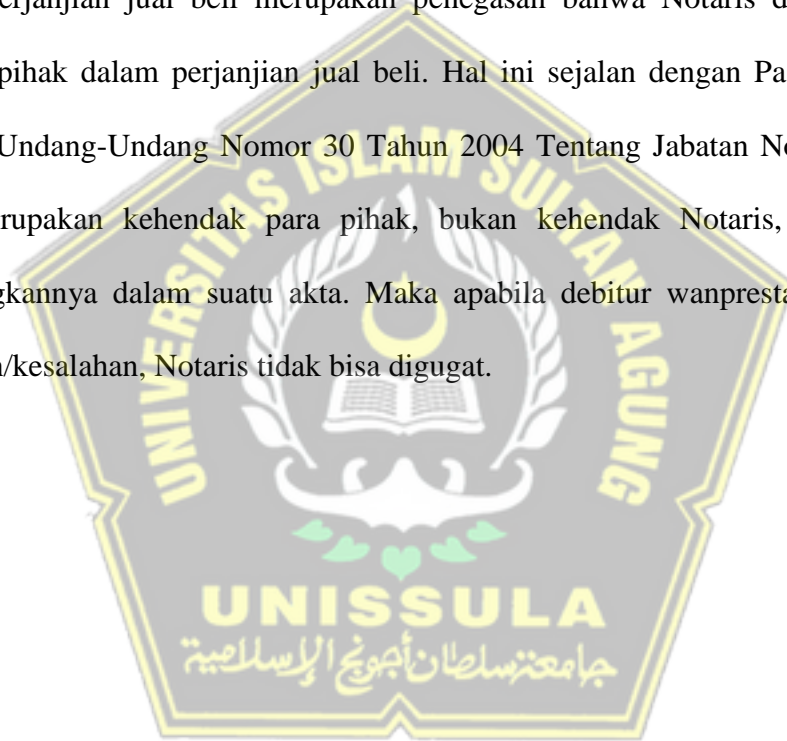 erjanjian jual beli merupakan penegasan bahwa Notaris d
pihak dalam perjanjian jual beli. Hal ini sejalan dengan Pa
Undang-Undang Nomor 30 Tahun 2004 Tentang Jabatan No
rupakan kehendak para pihak, bukan kehendak Notaris,
gkannya dalam suatu akta. Maka apabila debitur wanpresta
/kesalahan, Notaris tidak bisa digugat.
UNIVERSITAS ISLAM SULTAN AGUNG
UNISSULA
جامعة سلطان أجونج الإسلامية